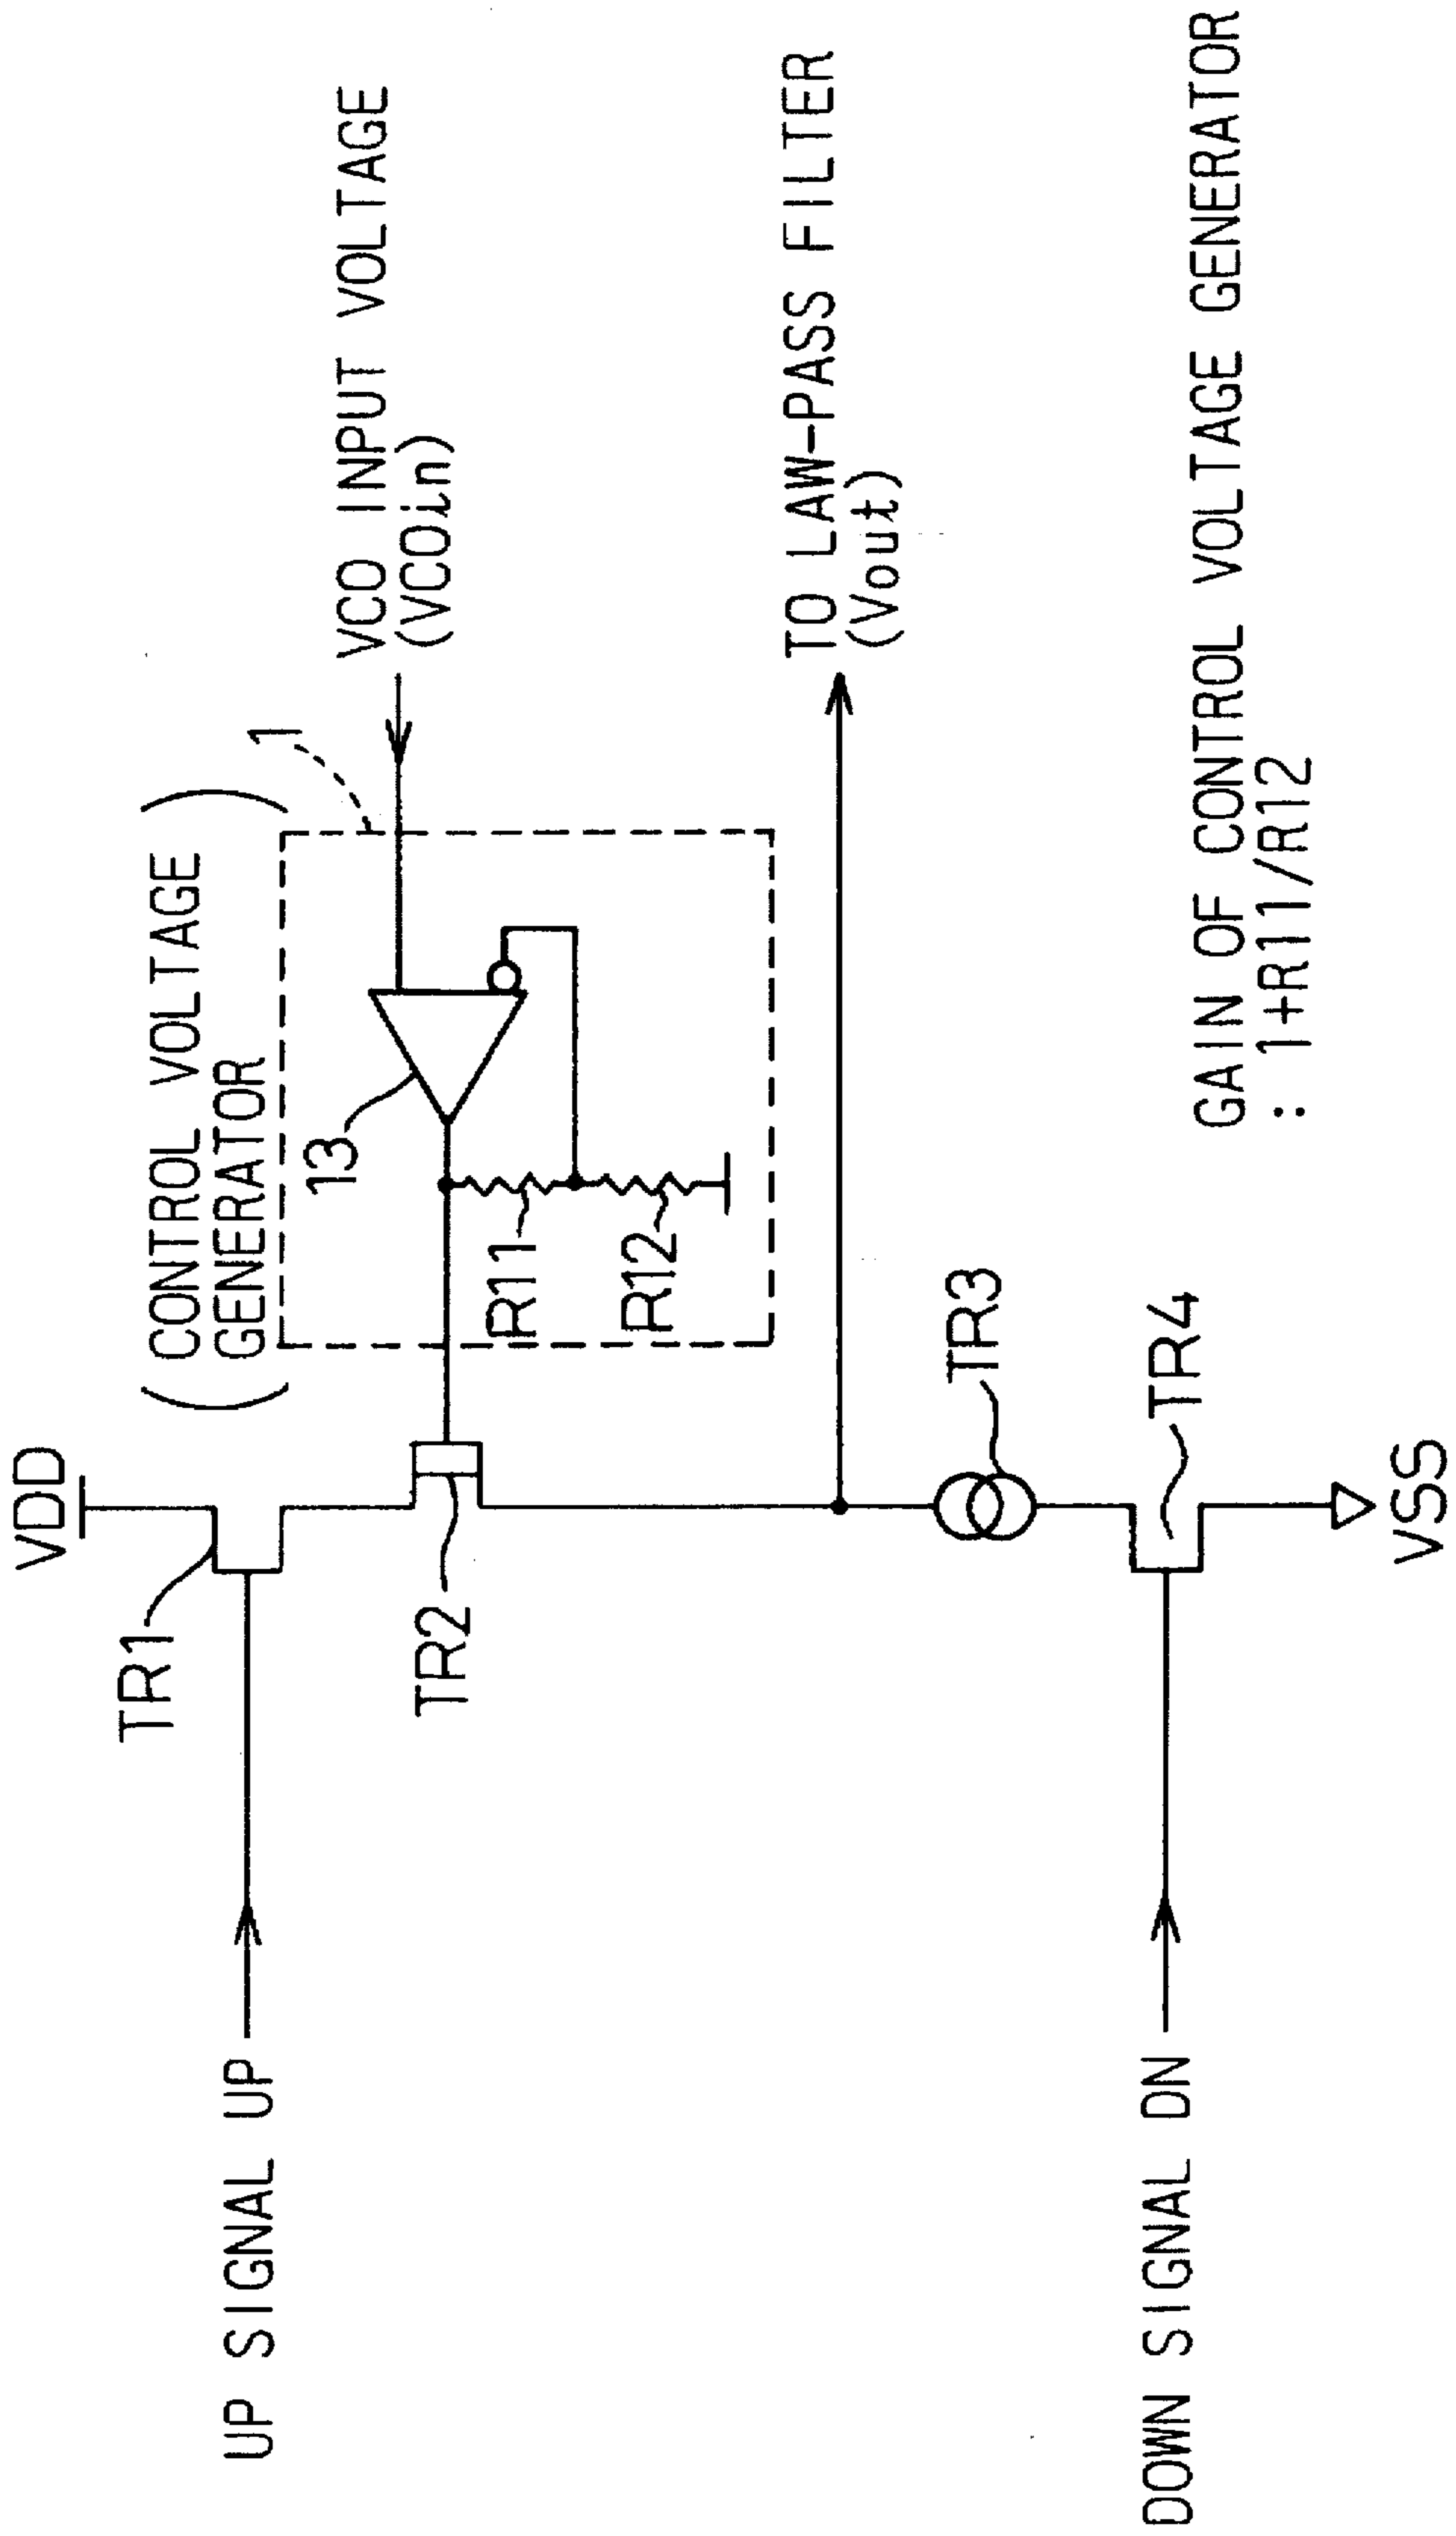 VDD
TR1
UP SIGNAL UP
(CONTROL VOLTAGE
GENERATOR)
1
13
R11
R12
VCO INPUT VOLTAGE
(VCOin)
TR2
TO LAW-PASS FILTER
(Vout)
TR3
TR4
DOWN SIGNAL DN
VSS
GAIN OF CONTROL VOLTAGE GENERATOR
: 1+R11/R12